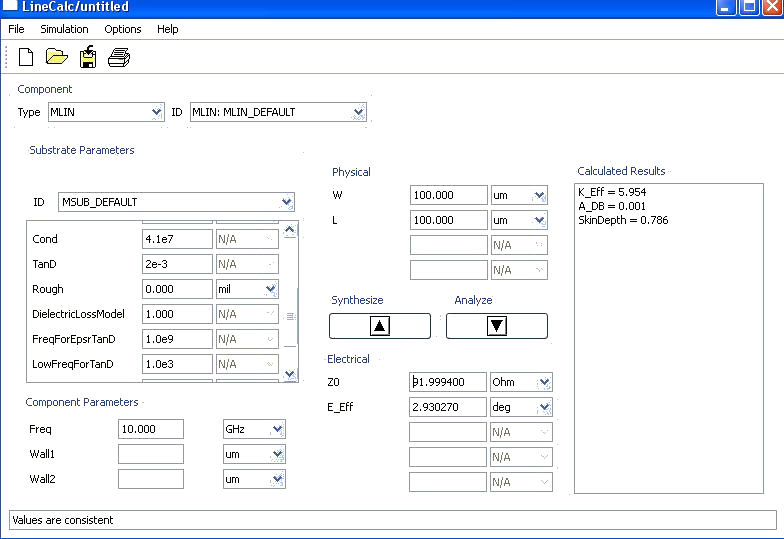 LineCalc/untitled
File Simulation Options Help
Component
Type MLIN ID MLIN: MLIN_DEFAULT
Substrate Parameters
ID MSUB_DEFAULT
Cond 4.1e7 N/A
TanD 2e-3 N/A
Rough 0.000 mil
DielectricLossModel 1.000 N/A
FreqForEpsrTanD 1.0e9 N/A
LowFreqForTanD 1.0e3 N/A
Component Parameters
Freq 10.000 GHz
Wall1 um
Wall2 um
Physical
W 100.000 um
L 100.000 um
N/A
N/A
Synthesize Analyze
Electrical
Z0 91.999400 Ohm
E_Eff 2.930270 deg
N/A
N/A
N/A
Calculated Results
K_Eff = 5.954
A_DB = 0.001
SkinDepth = 0.786
Values are consistent